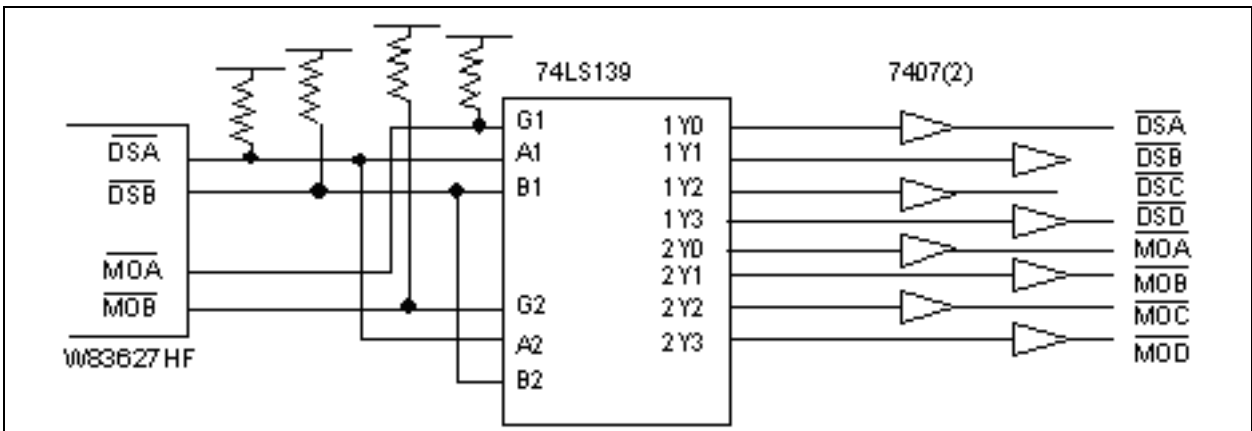 74LS139
7407(2)
DSA
DSB
MOA
MOB
W83627HF
G1
A1
B1
G2
A2
B2
1Y0
1Y1
1Y2
1Y3
2Y0
2Y1
2Y2
2Y3
DSA
DSB
DSC
DSD
MOA
MOB
MOC
MOD